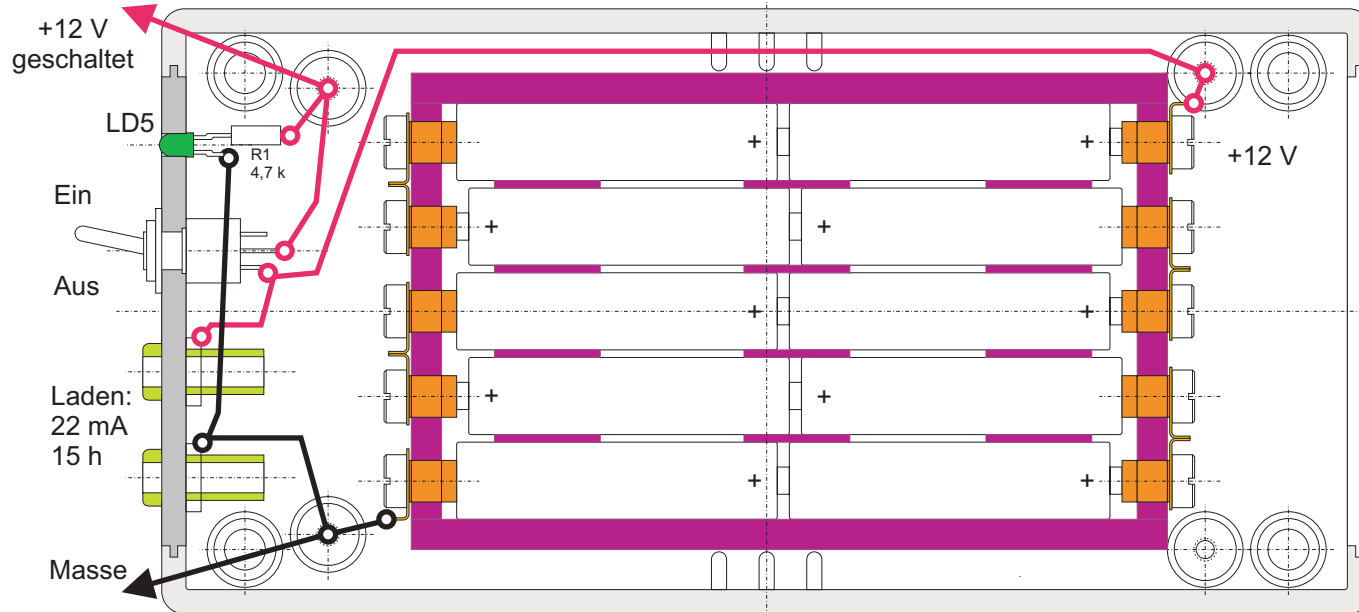 +12 V
geschaltet
LD5
R1
4,7 k
Ein
Aus
Laden:
22 mA
15 h
Masse
+12 V
+ +
+ +
+ +
+ +
+ +